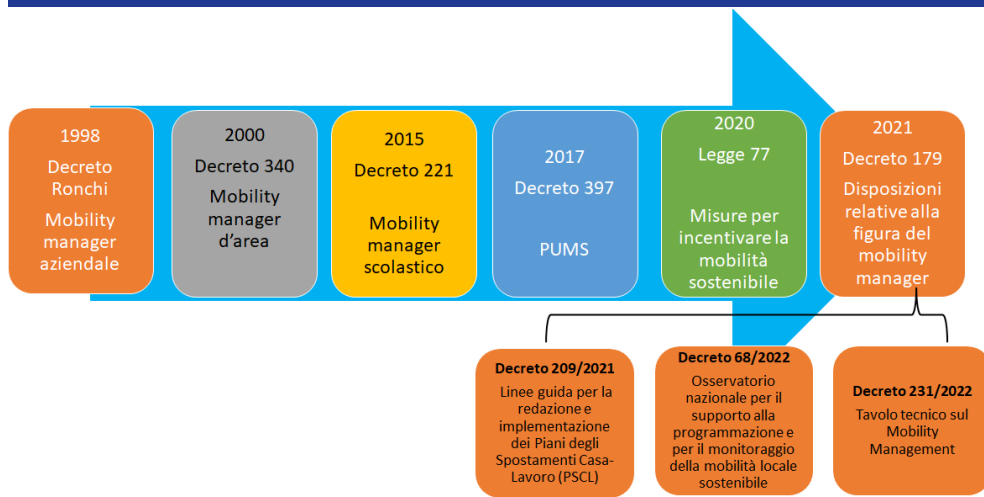 1998
Decreto
Ronchi
Mobility
manager
aziendale
2000
Decreto 340
Mobility
manager
d'area
2015
Decreto 221
Mobility
manager
scolastico
2017
Decreto 397
PUMS
2020
Legge 77
Misure per
incentivare la
mobilità
sostenibile
2021
Decreto 179
Disposizioni
relative alla
figura del
mobility
manager
Decreto 209/2021
Linee guida per la
redazione e
implementazione
dei Piani degli
Spostamenti Casa-
Lavoro (PSCL)
Decreto 68/2022
Osservatorio
nazionale per il
supporto alla
programmazione e
per il monitoraggio
della mobilità locale
sostenibile
Decreto 231/2022
Tavolo tecnico sul
Mobility
Management